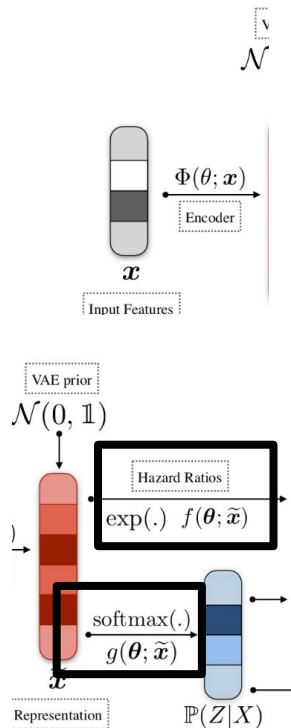 𝒩
Φ(θ; 𝒙)
Encoder
𝒙
Input Features
VAE prior
𝒩(0, 𝟙)
Hazard Ratios
exp(.) f(𝜽; 𝒙̃)
softmax(.)
g(𝜽; 𝒙̃)
𝒙̃
Representation
ℙ(Z|X)